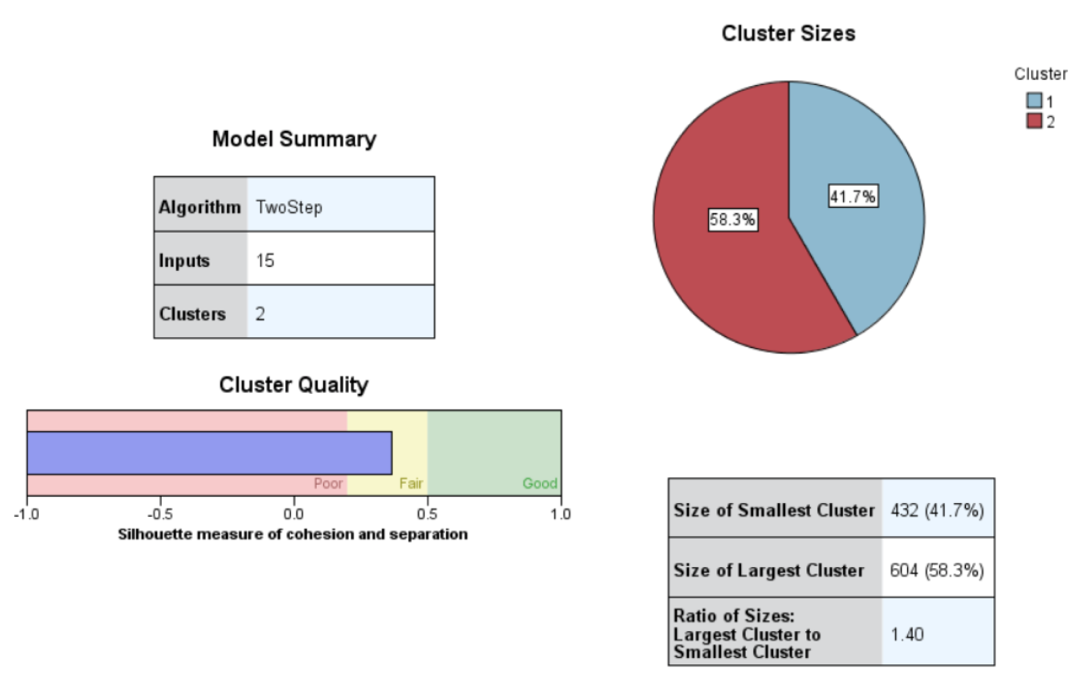 Model Summary
Algorithm TwoStep
Inputs 15
Clusters 2
Cluster Quality
Poor Fair Good
-1.0 -0.5 0.0 0.5 1.0
Silhouette measure of cohesion and separation
Cluster Sizes
Cluster
1
2
41.7%
58.3%
Size of Smallest Cluster 432 (41.7%)
Size of Largest Cluster 604 (58.3%)
Ratio of Sizes:
Largest Cluster to 1.40
Smallest Cluster